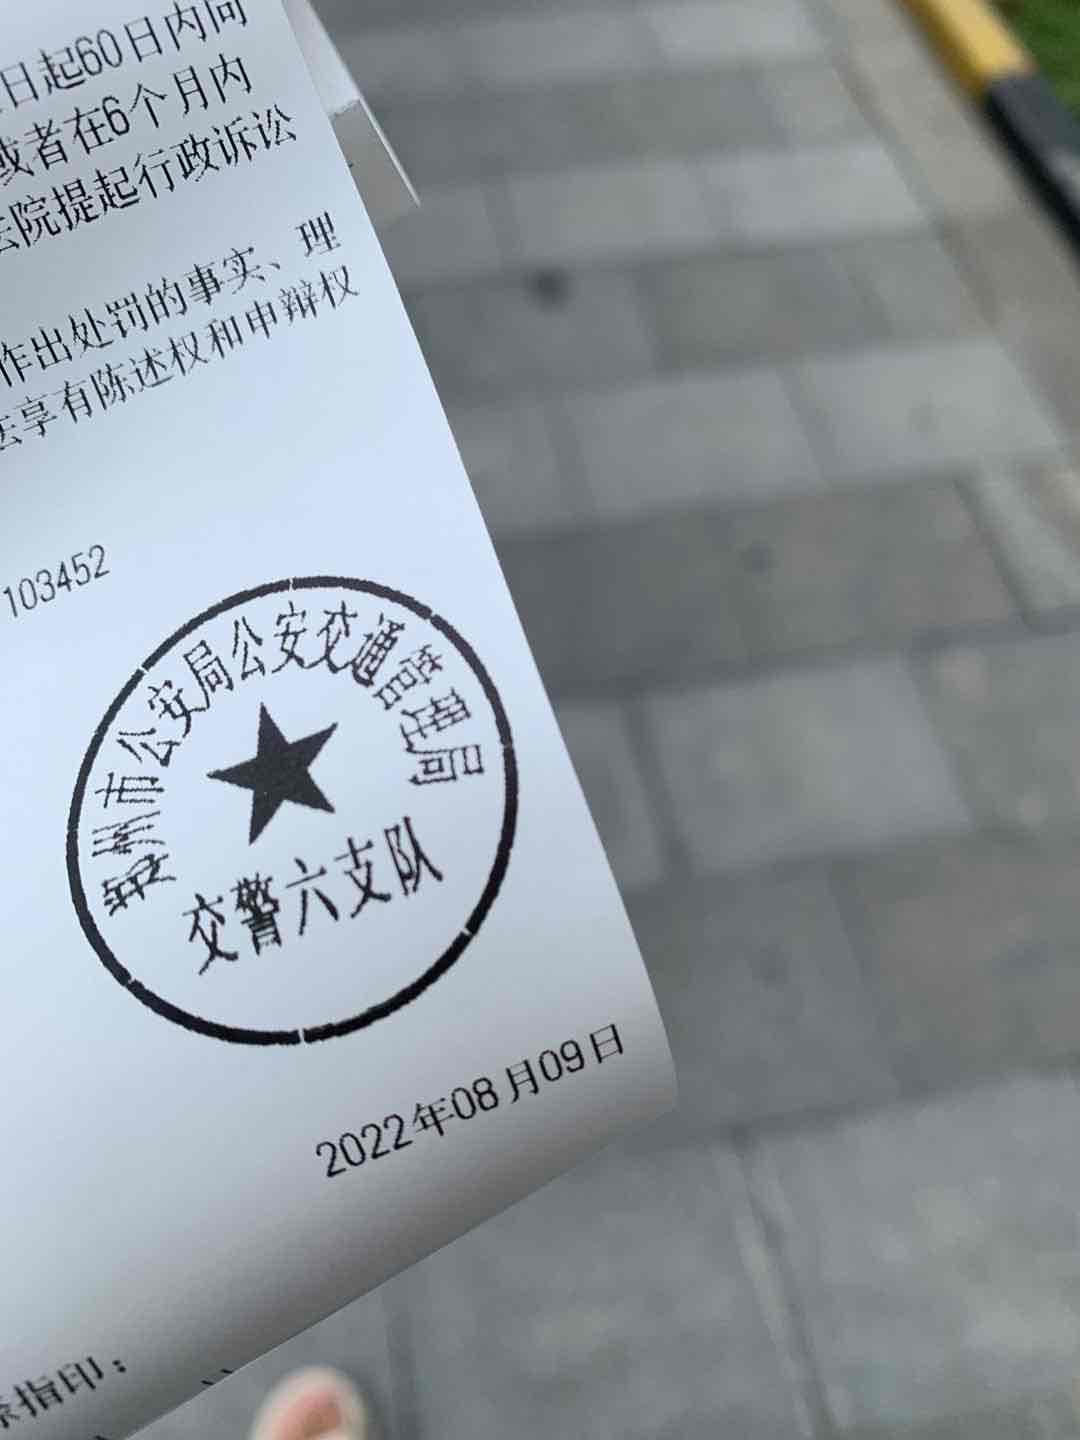 日起60日内向
或者在6个月内
法院提起行政诉讼
作出处罚的事实、理
法享有陈述权和申辩权
103452
郑州市公安局公安交通管理局
交警六支队
2022年08月09日
指印：